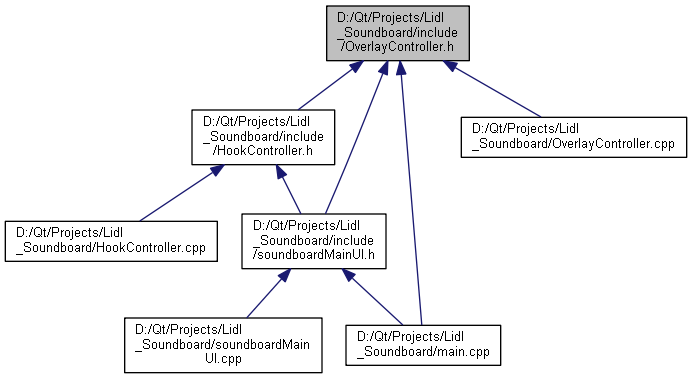 D:/Qt/Projects/Lidl
_Soundboard/include
/OverlayController.h
D:/Qt/Projects/Lidl
_Soundboard/include
/HookController.h
D:/Qt/Projects/Lidl
_Soundboard/OverlayController.cpp
D:/Qt/Projects/Lidl
_Soundboard/HookController.cpp
D:/Qt/Projects/Lidl
_Soundboard/include
/soundboardMainUI.h
D:/Qt/Projects/Lidl
_Soundboard/soundboardMain
UI.cpp
D:/Qt/Projects/Lidl
_Soundboard/main.cpp